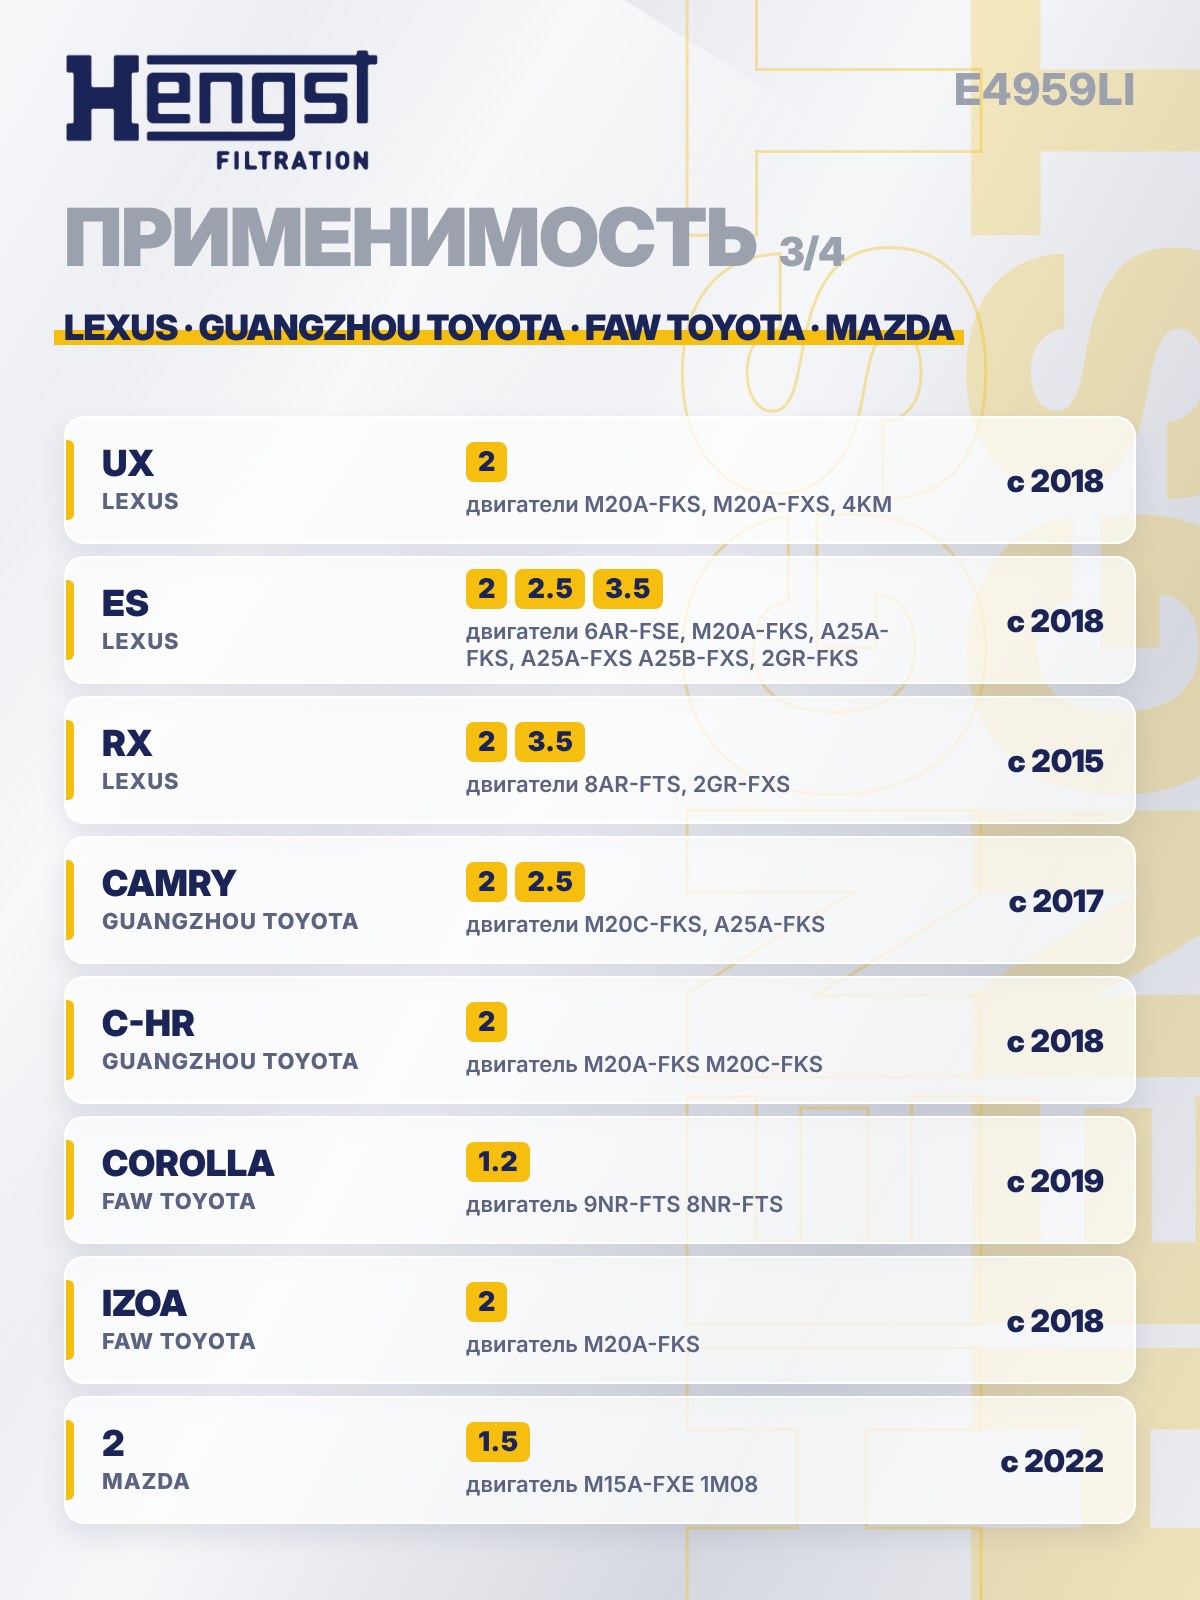 Hengst
FILTRATION
E4959LI
ПРИМЕНИМОСТЬ 3/4
LEXUS · GUANGZHOU TOYOTA · FAW TOYOTA · MAZDA
UX
LEXUS
2
двигатели M20A-FKS, M20A-FXS, 4KM
с 2018
ES
LEXUS
2 2.5 3.5
двигатели 6AR-FSE, M20A-FKS, A25A-
FKS, A25A-FXS A25B-FXS, 2GR-FKS
с 2018
RX
LEXUS
2 3.5
двигатели 8AR-FTS, 2GR-FXS
с 2015
CAMRY
GUANGZHOU TOYOTA
2 2.5
двигатели M20C-FKS, A25A-FKS
с 2017
C-HR
GUANGZHOU TOYOTA
2
двигатель M20A-FKS M20C-FKS
с 2018
COROLLA
FAW TOYOTA
1.2
двигатель 9NR-FTS 8NR-FTS
с 2019
IZOA
FAW TOYOTA
2
двигатель M20A-FKS
с 2018
2
MAZDA
1.5
двигатель M15A-FXE 1M08
с 2022
HENGST
HENGST